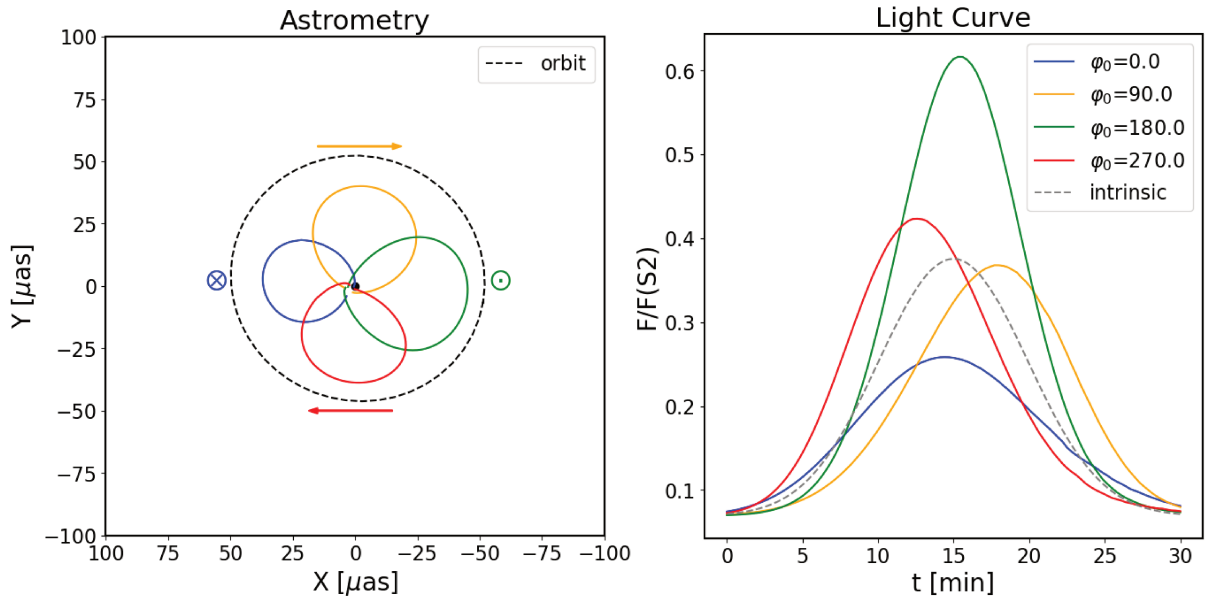 Astrometry
100
75
50
25
0
−25
−50
−75
−100
100 75 50 25 0 −25 −50 −75 −100
Y [μas]
X [μas]
orbit
Light Curve
0.6
0.5
0.4
0.3
0.2
0.1
0 5 10 15 20 25 30
F/F(S2)
t [min]
φ₀=0.0
φ₀=90.0
φ₀=180.0
φ₀=270.0
intrinsic